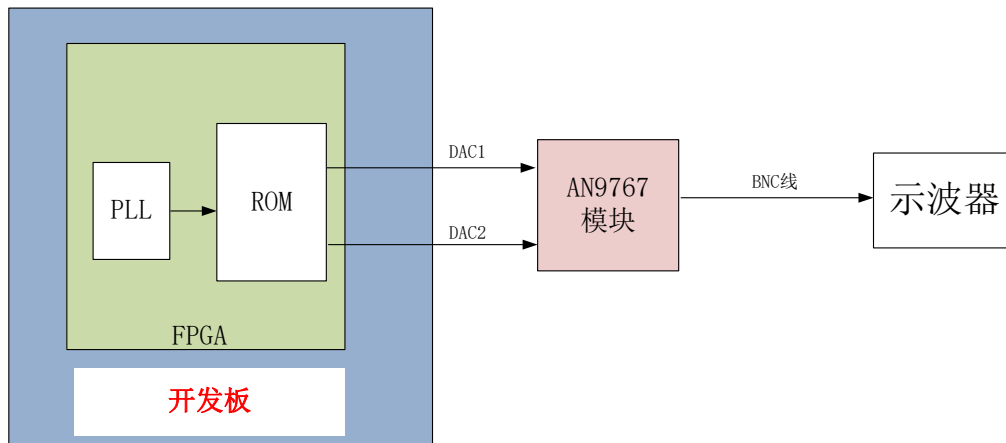 PLL
ROM
FPGA
开发板
DAC1
DAC2
AN9767
模块
BNC线
示波器